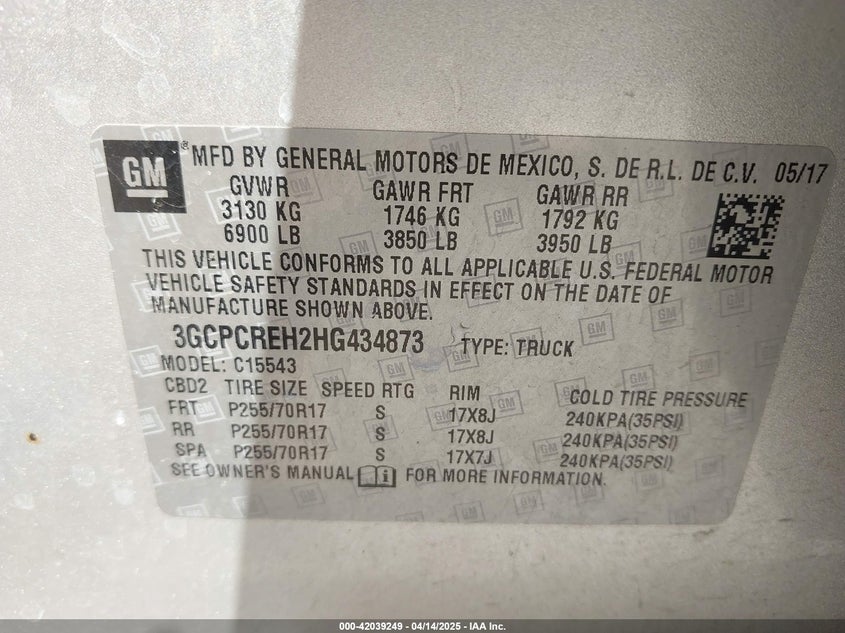 GM ® MFD BY GENERAL MOTORS DE MEXICO, S. DE R.L. DE C.V. 05/17
GVWR GAWR FRT GAWR RR
3130 KG 1746 KG 1792 KG
6900 LB 3850 LB 3950 LB
THIS VEHICLE CONFORMS TO ALL APPLICABLE U.S. FEDERAL MOTOR
VEHICLE SAFETY STANDARDS IN EFFECT ON THE DATE OF
MANUFACTURE SHOWN ABOVE.
3GCPCREH2HG434873 TYPE: TRUCK
MODEL: C15543
CBD2 TIRE SIZE SPEED RTG RIM COLD TIRE PRESSURE
FRT P255/70R17 S 17X8J 240KPA(35PSI)
RR P255/70R17 S 17X8J 240KPA(35PSI)
SPA P255/70R17 S 17X7J 240KPA(35PSI)
SEE OWNER'S MANUAL i FOR MORE INFORMATION.
000-42039249 - 04/14/2025 - IAA Inc.